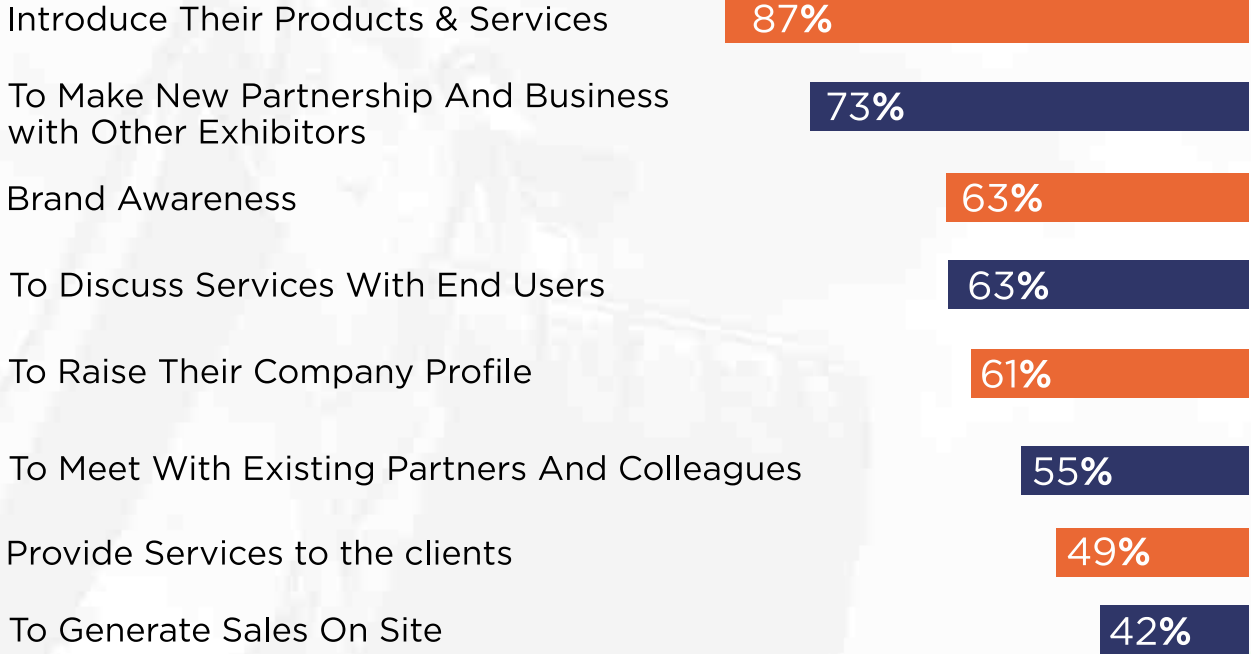 Introduce Their Products & Services 87%
To Make New Partnership And Business
with Other Exhibitors 73%
Brand Awareness 63%
To Discuss Services With End Users 63%
To Raise Their Company Profile 61%
To Meet With Existing Partners And Colleagues 55%
Provide Services to the clients 49%
To Generate Sales On Site 42%